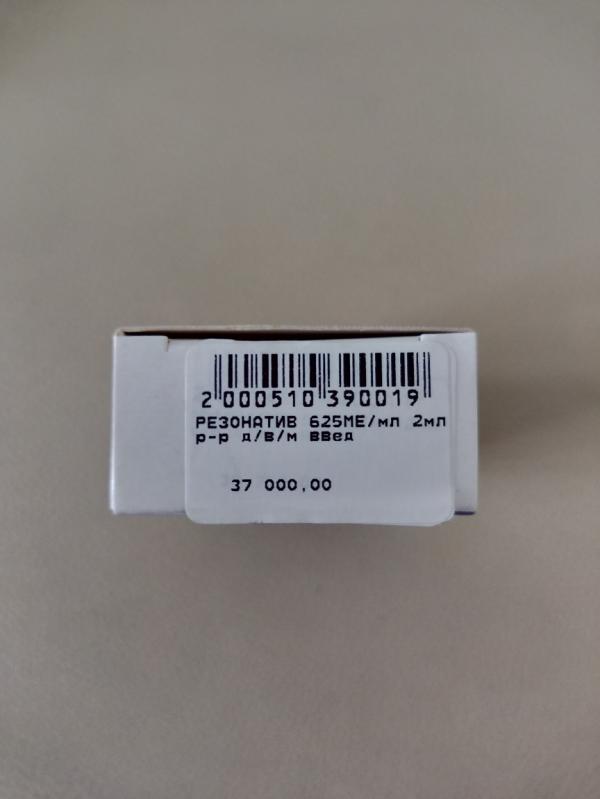 2 000510 390019
РЕЗОНАТИВ 625МЕ/мл 2мл
р-р д/в/м введ
37 000,00